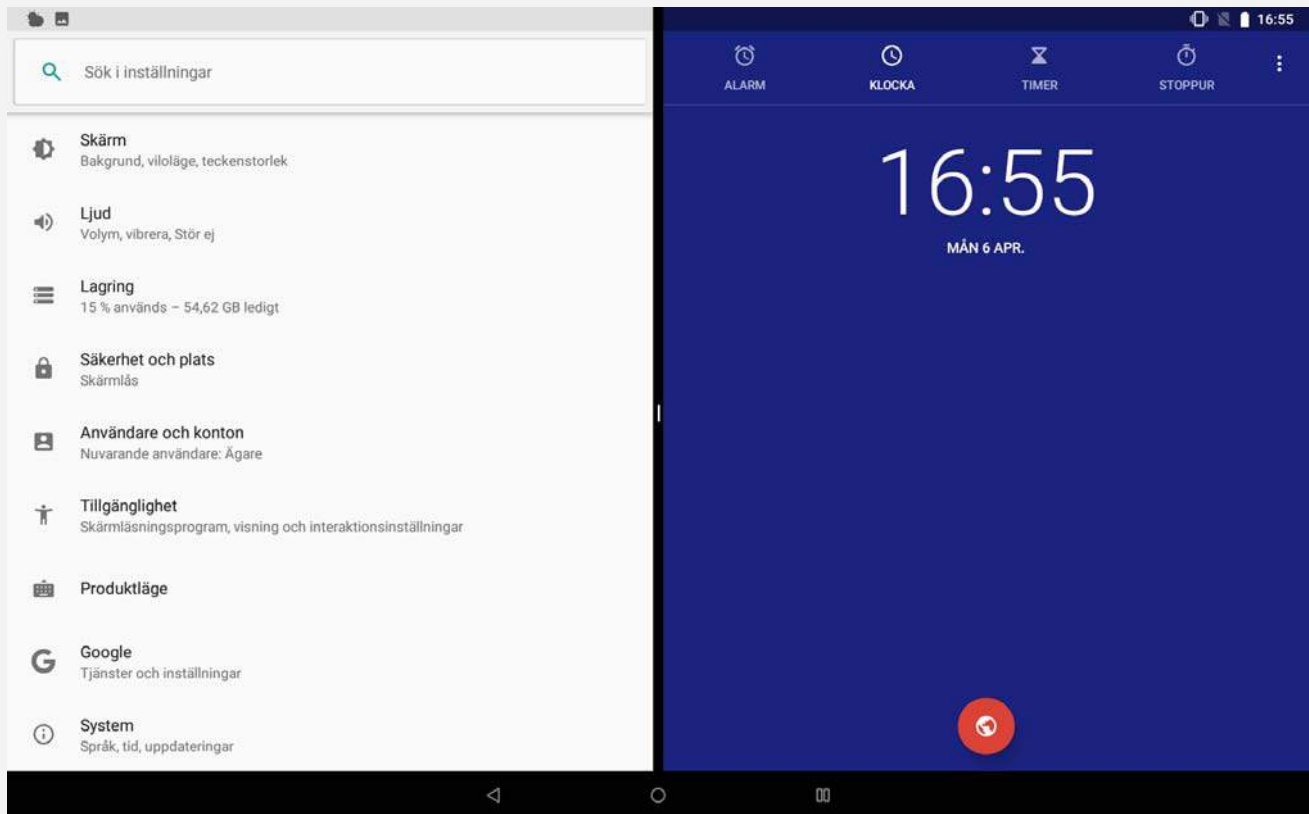 16:55
Sök i inställningar
Skärm
Bakgrund, viloläge, teckenstorlek
Ljud
Volym, vibrera, Stör ej
Lagring
15 % används – 54,62 GB ledigt
Säkerhet och plats
Skärmlås
Användare och konton
Nuvarande användare: Ägare
Tillgänglighet
Skärmläsningsprogram, visning och interaktionsinställningar
Produktläge
Google
Tjänster och inställningar
System
Språk, tid, uppdateringar
ALARM
KLOCKA
TIMER
STOPPUR
16:55
MÅN 6 APR.